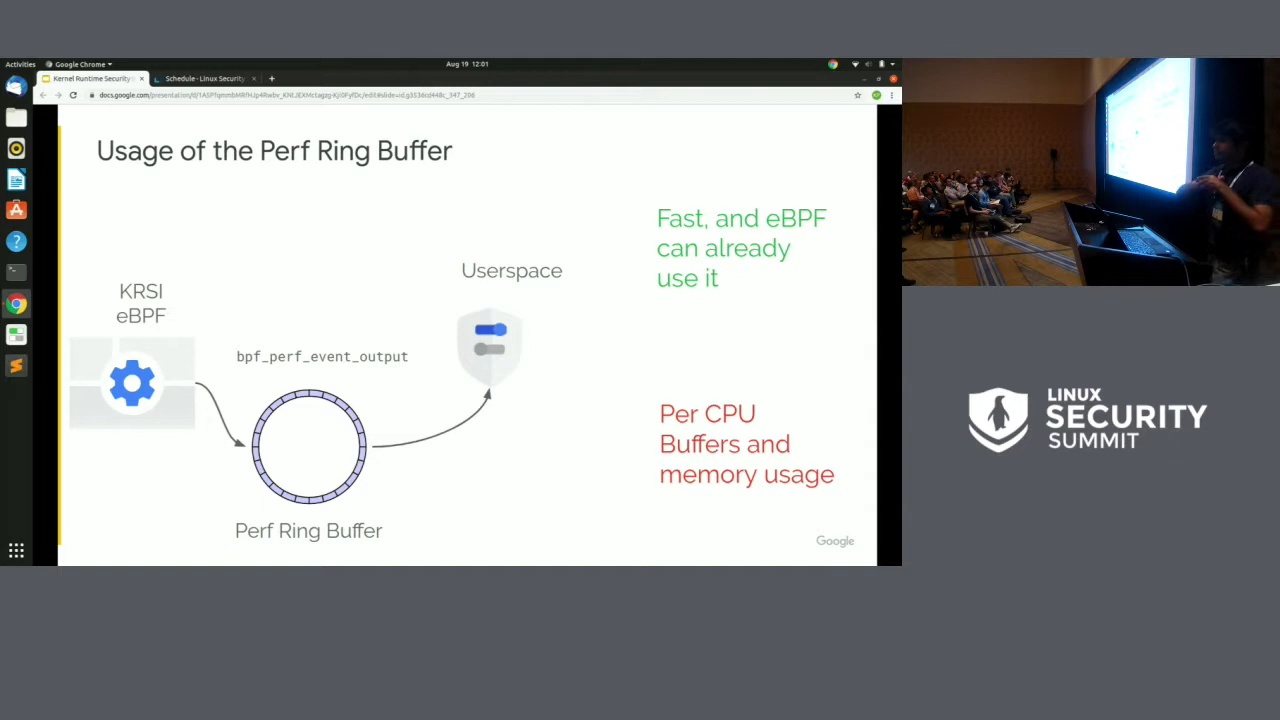 Activities
Google Chrome
Aug 19 12:01
Kernel Runtime Security
Schedule - Linux Security
Usage of the Perf Ring Buffer
Fast, and eBPF
can already
use it
Userspace
KRSI
eBPF
bpf_perf_event_output
Per CPU
Buffers and
memory usage
Perf Ring Buffer
Google
LINUX
SECURITY
SUMMIT